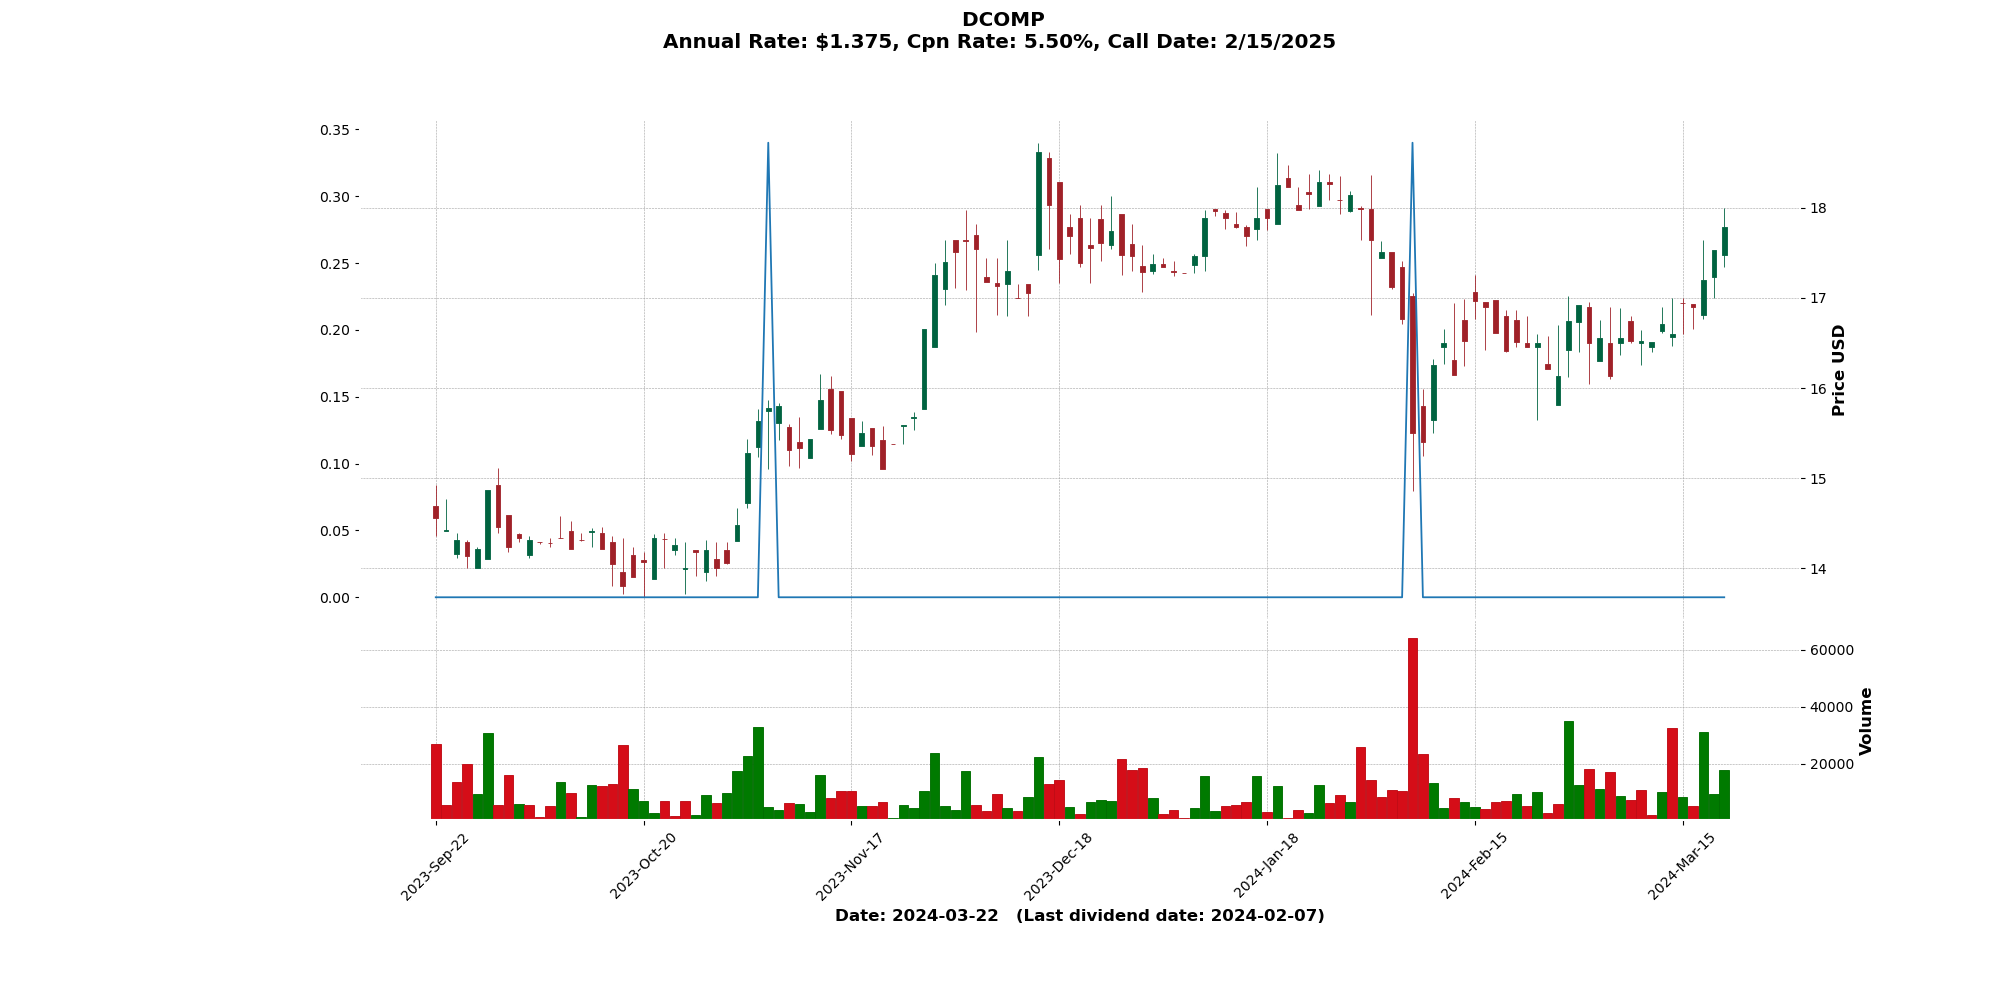 DCOMP
Annual Rate: $1.375, Cpn Rate: 5.50%, Call Date: 2/15/2025
0.35
0.30
0.25
0.20
0.15
0.10
0.05
0.00
18
17
16
15
14
Price USD
60000
40000
20000
Volume
2023-Sep-22
2023-Oct-20
2023-Nov-17
2023-Dec-18
2024-Jan-18
2024-Feb-15
2024-Mar-15
Date: 2024-03-22 (Last dividend date: 2024-02-07)